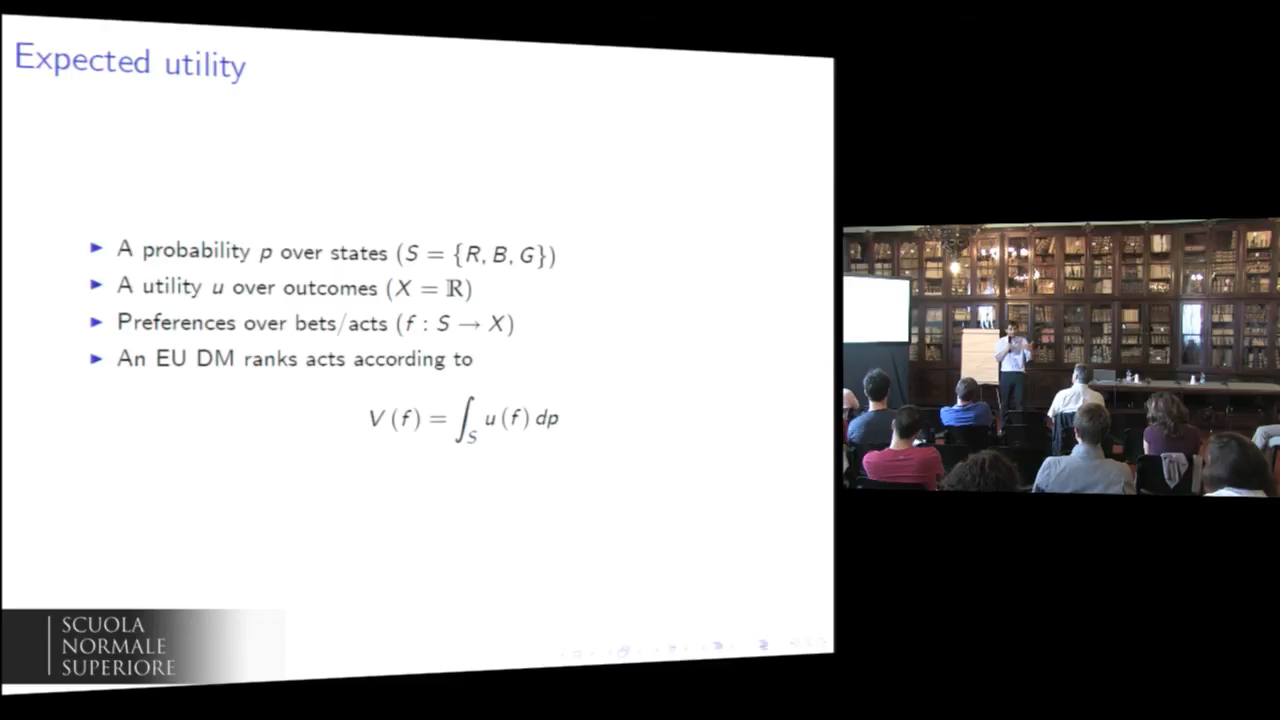 Expected utility
► A probability p over states (S = {R, B, G})
► A utility u over outcomes (X = ℝ)
► Preferences over bets/acts (f : S → X)
► An EU DM ranks acts according to
V (f) = ∫_S u (f) dp
SCUOLA
NORMALE
SUPERIORE